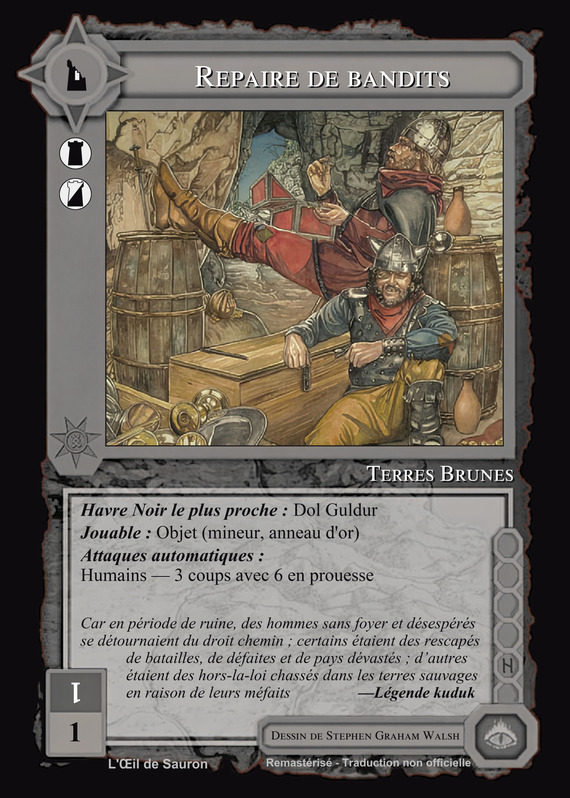 REPAIRE DE BANDITS
TERRES BRUNES
Havre Noir le plus proche : Dol Guldur
Jouable : Objet (mineur, anneau d'or)
Attaques automatiques :
Humains — 3 coups avec 6 en prouesse
Car en période de ruine, des hommes sans foyer et désespérés
se détournaient du droit chemin ; certains étaient des rescapés
de batailles, de défaites et de pays dévastés ; d’autres
étaient des hors-la-loi chassés dans les terres sauvages
en raison de leurs méfaits —Légende kuduk
1
1
DESSIN DE STEPHEN GRAHAM WALSH
L'Œil de Sauron Remastérisé - Traduction non officielle